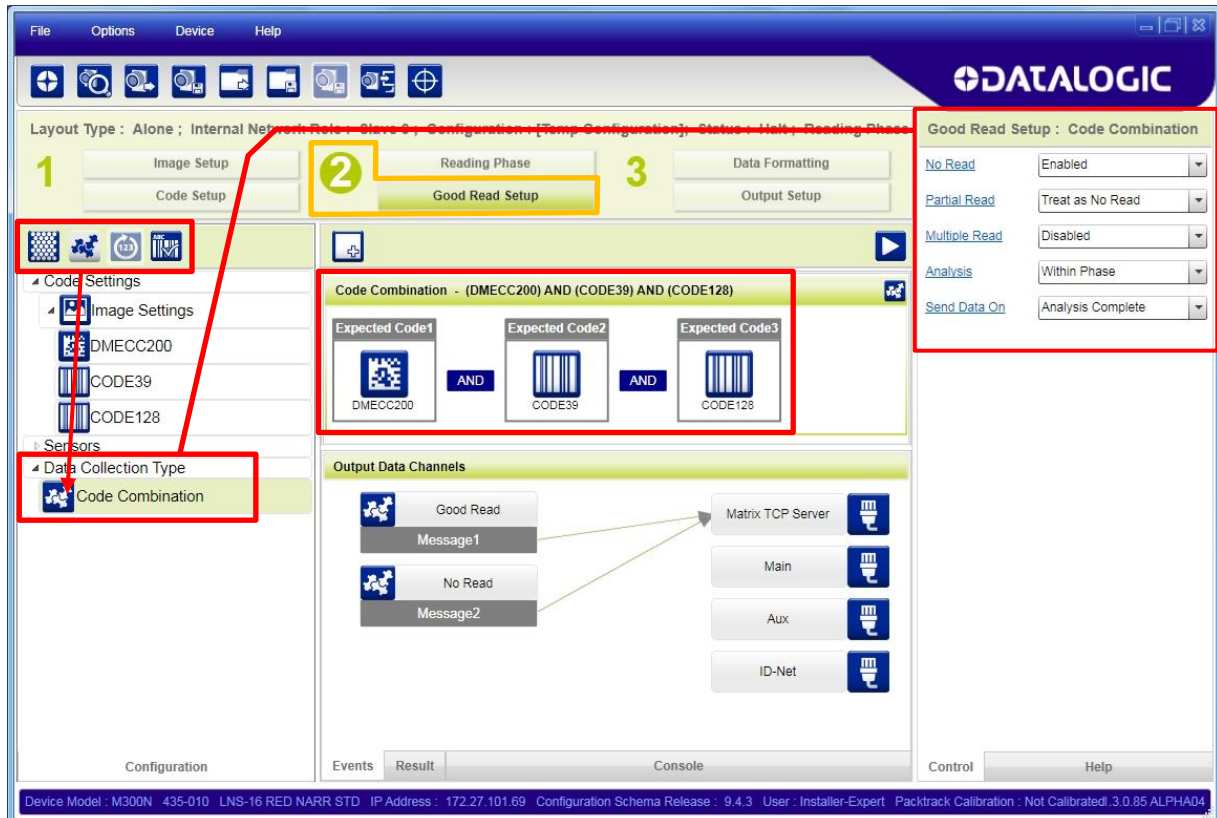 File Options Device Help
DATALOGIC
Layout Type : Alone ; Internal Network Role : Slave 0 ; Configuration : [Temp Configuration]; Status : Halt ; Reading Phase
1
Image Setup
Code Setup
2
Reading Phase
Good Read Setup
3
Data Formatting
Output Setup
Good Read Setup : Code Combination
No Read Enabled
Partial Read Treat as No Read
Multiple Read Disabled
Analysis Within Phase
Send Data On Analysis Complete
123
ABC
Code Settings
Image Settings
DMECC200
CODE39
CODE128
Sensors
Data Collection Type
Code Combination
Code Combination - (DMECC200) AND (CODE39) AND (CODE128)
Expected Code1 Expected Code2 Expected Code3
AND AND
DMECC200 CODE39 CODE128
Output Data Channels
Good Read
Message1
No Read
Message2
Matrix TCP Server
Main
Aux
ID-Net
Configuration
Events Result Console
Control Help
Device Model : M300N 435-010 LNS-16 RED NARR STD IP Address : 172.27.101.69 Configuration Schema Release : 9.4.3 User : Installer-Expert Packtrack Calibration : Not Calibrated.3.0.85 ALPHA04